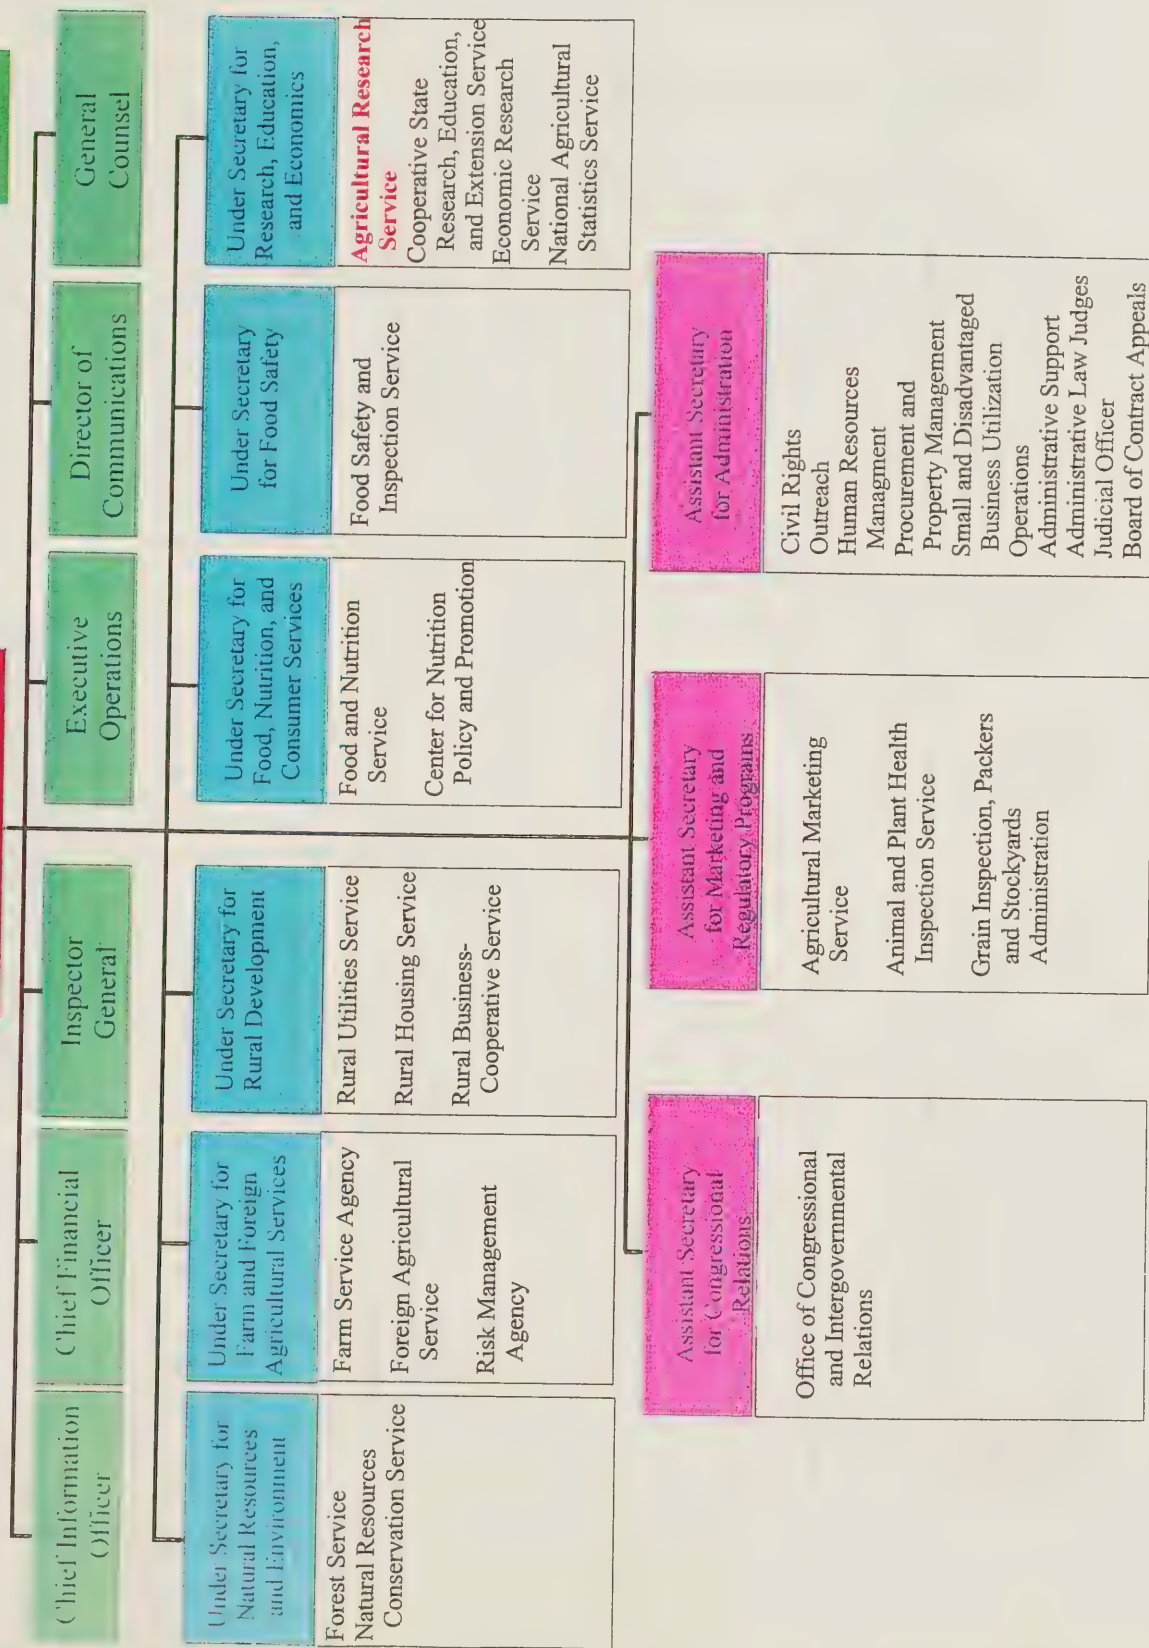 Chief Information
Officer
Chief Financial
Officer
Inspector
General
Executive
Operations
Director of
Communications
General
Counsel
Under Secretary for
Natural Resources
and Environment
Forest Service
Natural Resources
Conservation Service
Under Secretary for
Farm and Foreign
Agricultural Services
Farm Service Agency
Foreign Agricultural
Service
Risk Management
Agency
Under Secretary for
Rural Development
Rural Utilities Service
Rural Housing Service
Rural Business-
Cooperative Service
Under Secretary for
Food, Nutrition, and
Consumer Services
Food and Nutrition
Service
Center for Nutrition
Policy and Promotion
Under Secretary
for Food Safety
Food Safety and
Inspection Service
Under Secretary for
Research, Education,
and Economics
Agricultural Research
Service
Cooperative State
Research, Education,
and Extension Service
Economic Research
Service
National Agricultural
Statistics Service
Assistant Secretary
for Congressional
Relations
Office of Congressional
and Intergovernmental
Relations
Assistant Secretary
for Marketing and
Regulatory Programs
Agricultural Marketing
Service
Animal and Plant Health
Inspection Service
Grain Inspection, Packers
and Stockyards
Administration
Assistant Secretary
for Administration
Civil Rights
Outreach
Human Resources
Managment
Procurement and
Property Management
Small and Disadvantaged
Business Utilization
Operations
Administrative Support
Administrative Law Judges
Judicial Officer
Board of Contract Appeals